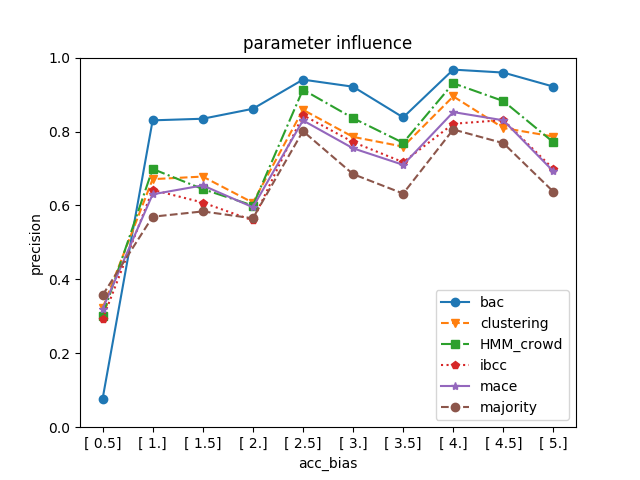 parameter influence
1.0
0.8
0.6
0.4
0.2
0.0
precision
[ 0.5] [ 1.] [ 1.5] [ 2.] [ 2.5] [ 3.] [ 3.5] [ 4.] [ 4.5] [ 5.]
acc_bias
bac
clustering
HMM_crowd
ibcc
mace
majority